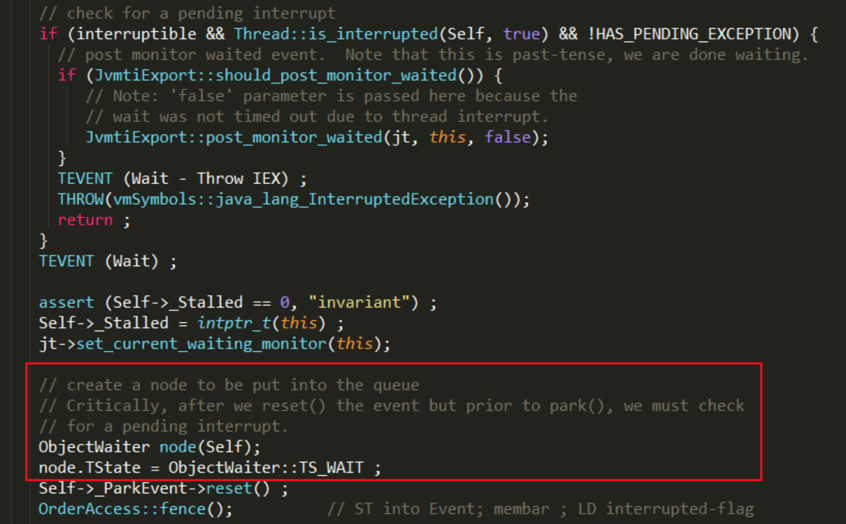 // check for a pending interrupt
if (interruptible && Thread::is_interrupted(Self, true) && !HAS_PENDING_EXCEPTION) {
// post monitor waited event.  Note that this is past-tense, we are done waiting.
if (JvmtiExport::should_post_monitor_waited()) {
// Note: 'false' parameter is passed here because the
// wait was not timed out due to thread interrupt.
JvmtiExport::post_monitor_waited(jt, this, false);
}
TEVENT (Wait - Throw IEX) ;
THROW(vmSymbols::java_lang_InterruptedException());
return ;
}
TEVENT (Wait) ;
assert (Self->_Stalled == 0, "invariant") ;
Self->_Stalled = intptr_t(this) ;
jt->set_current_waiting_monitor(this);
// create a node to be put into the queue
// Critically, after we reset() the event but prior to park(), we must check
// for a pending interrupt.
ObjectWaiter node(Self);
node.TState = ObjectWaiter::TS_WAIT ;
Self->_ParkEvent->reset() ;
OrderAccess::fence();          // ST into Event; membar ; LD interrupted-flag